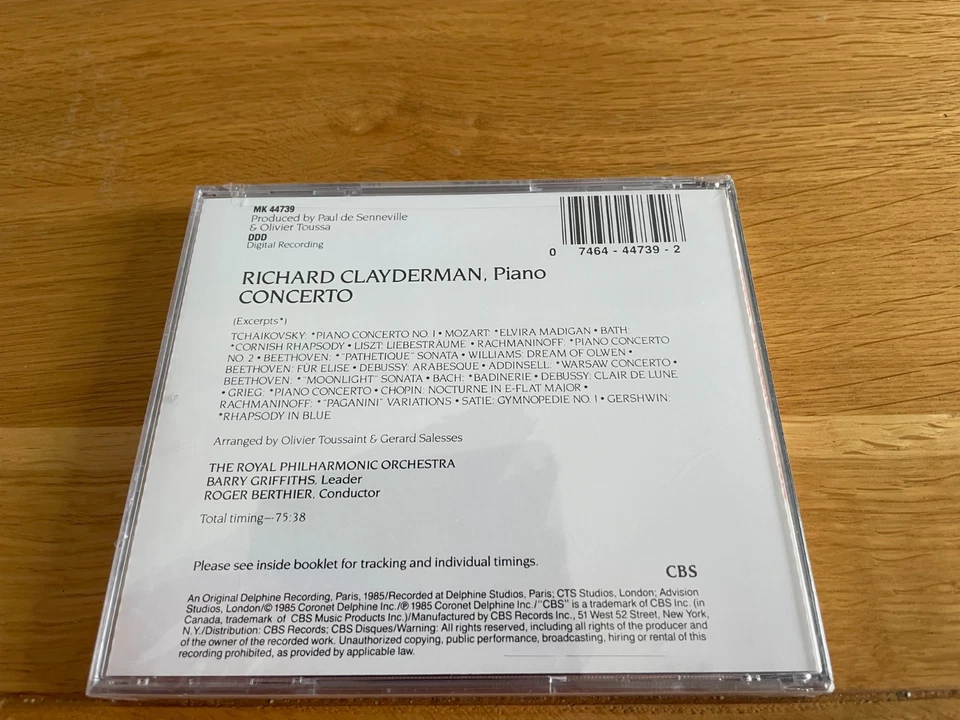 MK 44739
Produced by Paul de Senneville
& Olivier Toussa
DDD
Digital Recording
0 7464-44739-2
RICHARD CLAYDERMAN, Piano
CONCERTO
(Excerpts*)
TCHAIKOVSKY: *PIANO CONCERTO NO. 1 • MOZART: *ELVIRA MADIGAN • BATH:
*CORNISH RHAPSODY • LISZT: LIEBESTRAUME • RACHMANINOFF: *PIANO CONCERTO
NO. 2 • BEETHOVEN: *"PATHETIQUE" SONATA • WILLIAMS: DREAM OF OLWEN •
BEETHOVEN: FÜR ELISE • DEBUSSY: ARABESQUE • ADDINSELL: *WARSAW CONCERTO •
BEETHOVEN: *"MOONLIGHT" SONATA • BACH: *BADINERIE • DEBUSSY: CLAIR DE LUNE
• GRIEG: *PIANO CONCERTO • CHOPIN: NOCTURNE IN E-FLAT MAJOR •
RACHMANINOFF: *"PAGANINI" VARIATIONS • SATIE: GYMNOPEDIE NO. 1 • GERSHWIN:
*RHAPSODY IN BLUE
Arranged by Olivier Toussaint & Gerard Salesses
THE ROYAL PHILHARMONIC ORCHESTRA
BARRY GRIFFITHS, Leader
ROGER BERTHIER, Conductor
Total timing—75:38
Please see inside booklet for tracking and individual timings.
CBS
An Original Delphine Recording, Paris, 1985/Recorded at Delphine Studios, Paris; CTS Studios, London; Advision
Studios, London/© 1985 Coronet Delphine Inc./℗ 1985 Coronet Delphine Inc./"CBS" is a trademark of CBS Inc. (in
Canada, trademark of CBS Music Products Inc.)/Manufactured by CBS Records Inc., 51 West 52 Street, New York,
N.Y./Distribution: CBS Records; CBS Disques/Warning: All rights reserved, including all rights of the producer and
of the owner of the recorded work. Unauthorized copying, public performance, broadcasting, hiring or rental of this
recording prohibited, as provided by applicable law.